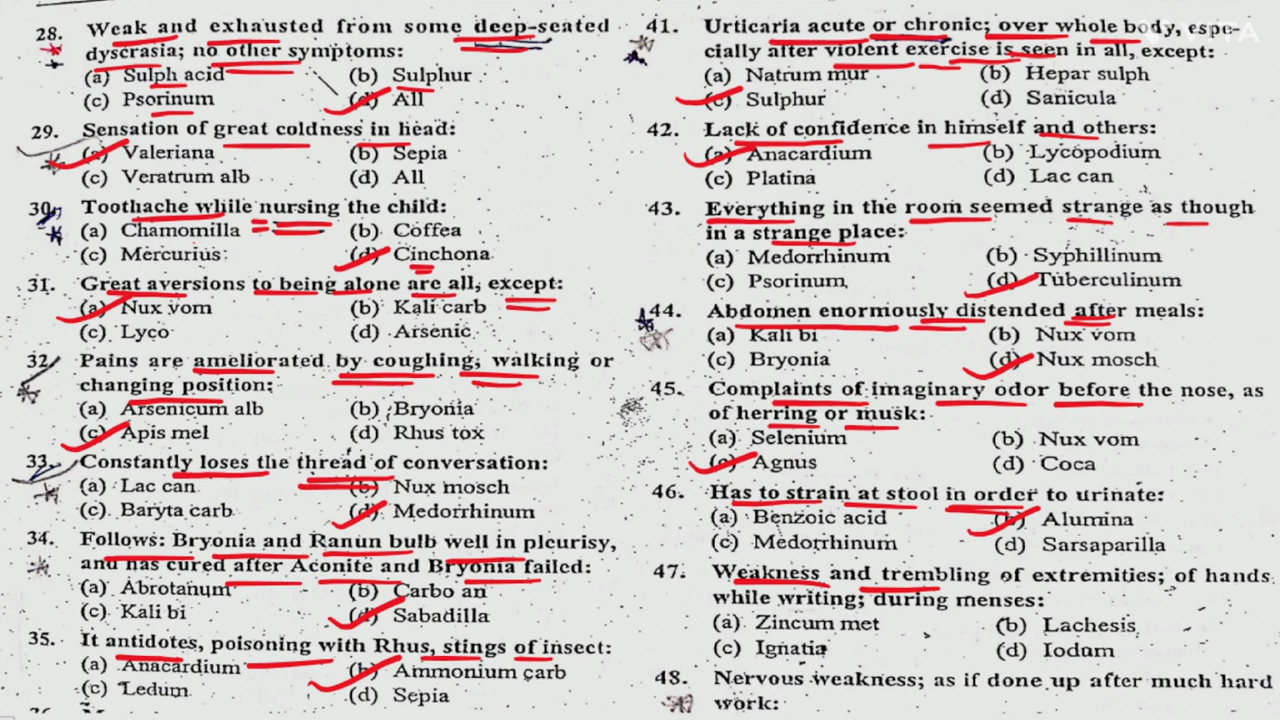 28. Weak and exhausted from some deep-seated
dyscrasia; no other symptoms:
(a) Sulph acid (b) Sulphur
(c) Psorinum (d) All
29. Sensation of great coldness in head:
(a) Valeriana (b) Sepia
(c) Veratrum alb (d) All
30. Toothache while nursing the child:
(a) Chamomilla (b) Coffea
(c) Mercurius (d) Cinchona
31. Great aversions to being alone are all, except:
(a) Nux vom (b) Kali carb
(c) Lyco (d) Arsenic
32. Pains are ameliorated by coughing, walking or
changing position:
(a) Arsenicum alb (b) Bryonia
(c) Apis mel (d) Rhus tox
33. Constantly loses the thread of conversation:
(a) Lac can (b) Nux mosch
(c) Baryta carb (d) Medorrhinum
34. Follows: Bryonia and Ranun bulb well in pleurisy,
and has cured after Aconite and Bryonia failed:
(a) Abrotanum (b) Carbo an
(c) Kali bi (d) Sabadilla
35. It antidotes, poisoning with Rhus, stings of insect:
(a) Anacardium (b) Ammonium carb
(c) Ledum (d) Sepia
41. Urticaria acute or chronic; over whole body, espe-
cially after violent exercise is seen in all, except:
(a) Natrum mur (b) Hepar sulph
(c) Sulphur (d) Sanicula
42. Lack of confidence in himself and others:
(a) Anacardium (b) Lycopodium
(c) Platina (d) Lac can
43. Everything in the room seemed strange as though
in a strange place:
(a) Medorrhinum (b) Syphillinum
(c) Psorinum (d) Tuberculinum
44. Abdomen enormously distended after meals:
(a) Kali bi (b) Nux vom
(c) Bryonia (d) Nux mosch
45. Complaints of imaginary odor before the nose, as
of herring or musk:
(a) Selenium (b) Nux vom
(c) Agnus (d) Coca
46. Has to strain at stool in order to urinate:
(a) Benzoic acid (b) Alumina
(c) Medorrhinum (d) Sarsaparilla
47. Weakness and trembling of extremities; of hands
while writing; during menses:
(a) Zincum met (b) Lachesis
(c) Ignatia (d) Iodum
48. Nervous weakness; as if done up after much hard
work: